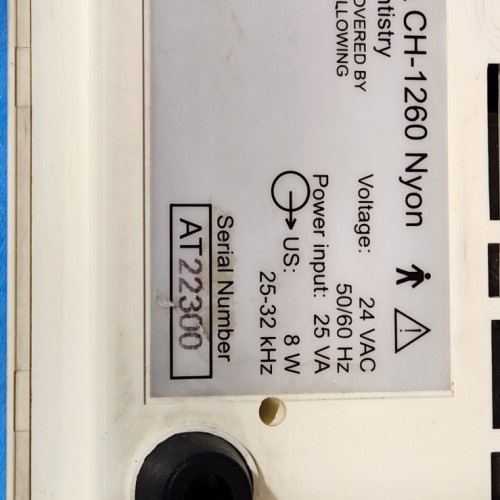 A CH-1260 Nyon
ntistry
OVERED BY
OLLOWING
Voltage: 24 VAC
50/60 Hz
Power input: 25 VA
US: 8 W
25-32 kHz
Serial Number
AT22300